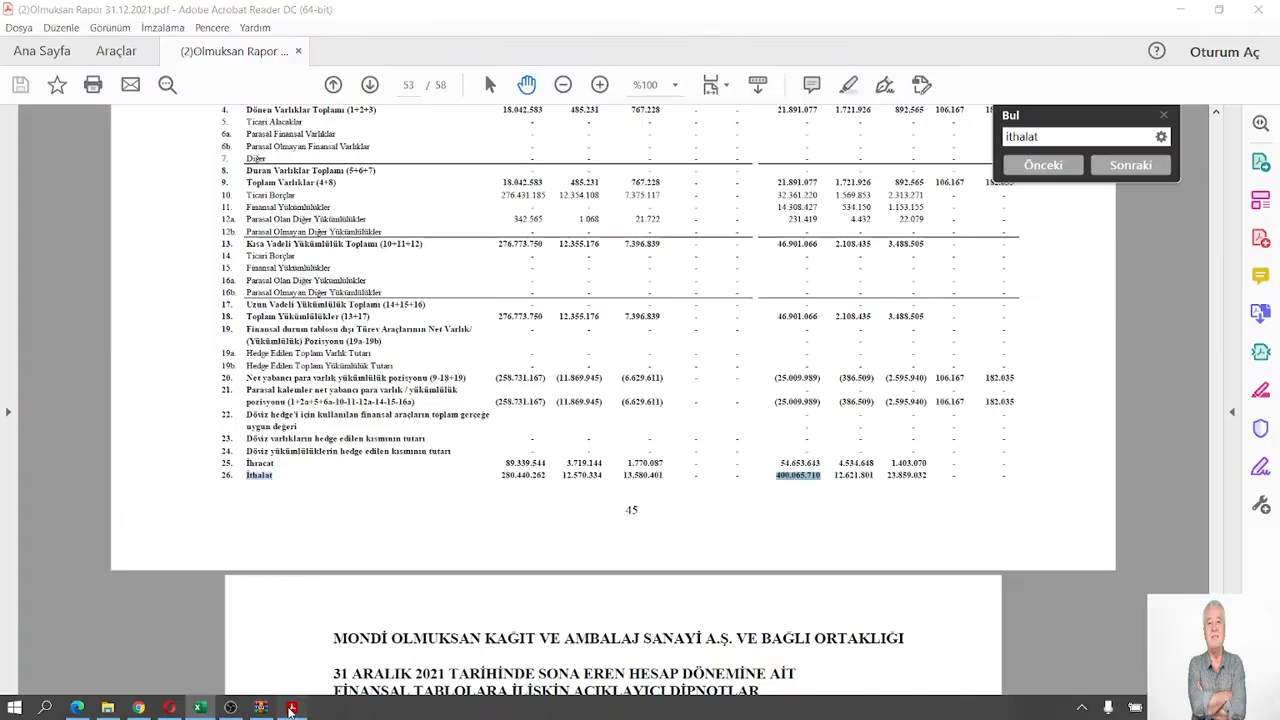 (2)Olmuksan Rapor 31.12.2021.pdf - Adobe Acrobat Reader DC (64-bit)
Dosya Düzenle Görünüm İmzalama Pencere Yardım
Ana Sayfa Araçlar (2)Olmuksan Rapor ... × Oturum Aç
53 / 58 %100
Bul
ithalat
Önceki Sonraki
4. Dönen Varlıklar Toplamı (1+2+3) 18.042.583 485.231 767.228 - - 21.891.077 1.721.926 892.565 106.167
5. Ticari Alacaklar - - - - - - - - - -
6a. Parasal Finansal Varlıklar - - - - - - - - - -
6b. Parasal Olmayan Finansal Varlıklar - - - - - - - - - -
7. Diğer - - - - - - - - - -
8. Duran Varlıklar Toplamı (5+6+7) - - - - - - - - - -
9. Toplam Varlıklar (4+8) 18.042.583 485.231 767.228 - - 21.891.077 1.721.926 892.565 106.167 182.035
10. Ticari Borçlar 276.431.185 12.354.108 7.375.117 - - 32.361.220 1.569.853 2.313.271 - -
11. Finansal Yükümlülükler - - - - - 14.308.427 534.150 1.153.155 - -
12a. Parasal Olan Diğer Yükümlülükler 342.565 1.068 21.722 - - 231.419 4.432 22.079 - -
12b. Parasal Olmayan Diğer Yükümlülükler - - - - - - - - - -
13. Kısa Vadeli Yükümlülük Toplamı (10+11+12) 276.773.750 12.355.176 7.396.839 - - 46.901.066 2.108.435 3.488.505 - -
14. Ticari Borçlar - - - - - - - - - -
15. Finansal Yükümlülükler - - - - - - - - - -
16a. Parasal Olan Diğer Yükümlülükler - - - - - - - - - -
16b. Parasal Olmayan Diğer Yükümlülükler - - - - - - - - - -
17. Uzun Vadeli Yükümlülük Toplamı (14+15+16) - - - - - - - - - -
18. Toplam Yükümlülükler (13+17) 276.773.750 12.355.176 7.396.839 - - 46.901.066 2.108.435 3.488.505 - -
19. Finansal durum tablosu dışı Türev Araçlarının Net Varlık/ - - - - - - - - - -
(Yükümlülük) Pozisyonu (19a-19b) - - - - -
19a. Hedge Edilen Toplam Varlık Tutarı - - - - - - - - - -
19b. Hedge Edilen Toplam Yükümlülük Tutarı - - - - - - - - - -
20. Net yabancı para varlık yükümlülük pozisyonu (9-18+19) (258.731.167) (11.869.945) (6.629.611) - - (25.009.989) (386.509) (2.595.940) 106.167 182.035
21. Parasal kalemler net yabancı para varlık / yükümlülük - - - - -
pozisyonu (1+2a+5+6a-10-11-12a-14-15-16a) (258.731.167) (11.869.945) (6.629.611) - - (25.009.989) (386.509) (2.595.940) 106.167 182.035
22. Döviz hedge'i için kullanılan finansal araçların toplam gerçeğe - - - - -
uygun değeri - - - - -
23. Döviz varlıkların hedge edilen kısmının tutarı - - - - - - - - - -
24. Döviz yükümlülüklerin hedge edilen kısmının tutarı - - - - -
25. İhracat 89.339.544 3.719.144 1.770.087 - - 54.653.643 4.534.648 1.403.070 - -
26. İthalat 280.440.262 12.570.334 13.580.401 - - 400.065.710 12.621.801 23.859.032 - -
45
MONDİ OLMUKSAN KAĞIT VE AMBALAJ SANAYİ A.Ş. VE BAĞLI ORTAKLIĞI
31 ARALIK 2021 TARİHİNDE SONA EREN HESAP DÖNEMİNE AİT
FİNANSAL TABLOLARA İLİŞKİN AÇIKLAYICI DİPNOTLAR